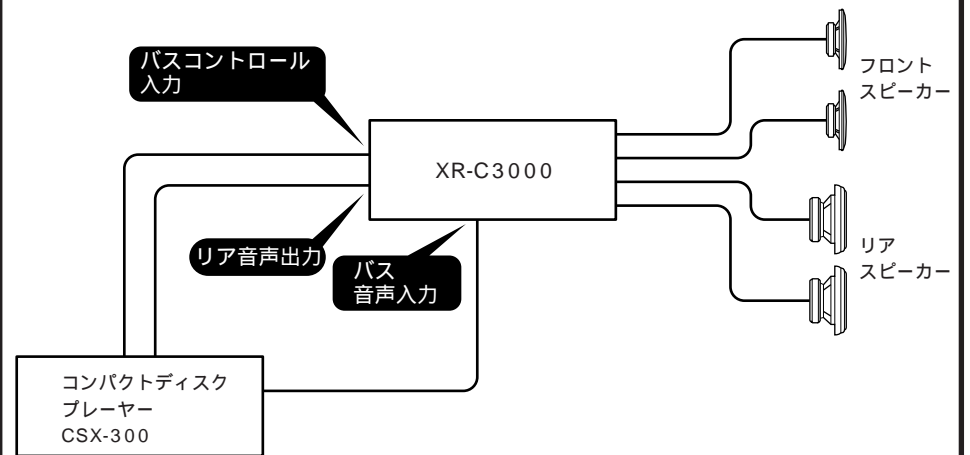 バスコントロール
入力
フロント
スピーカー
XR-C3000
リア音声出力
バス
音声入力
リア
スピーカー
コンパクトディスク
プレーヤー
CSX-300